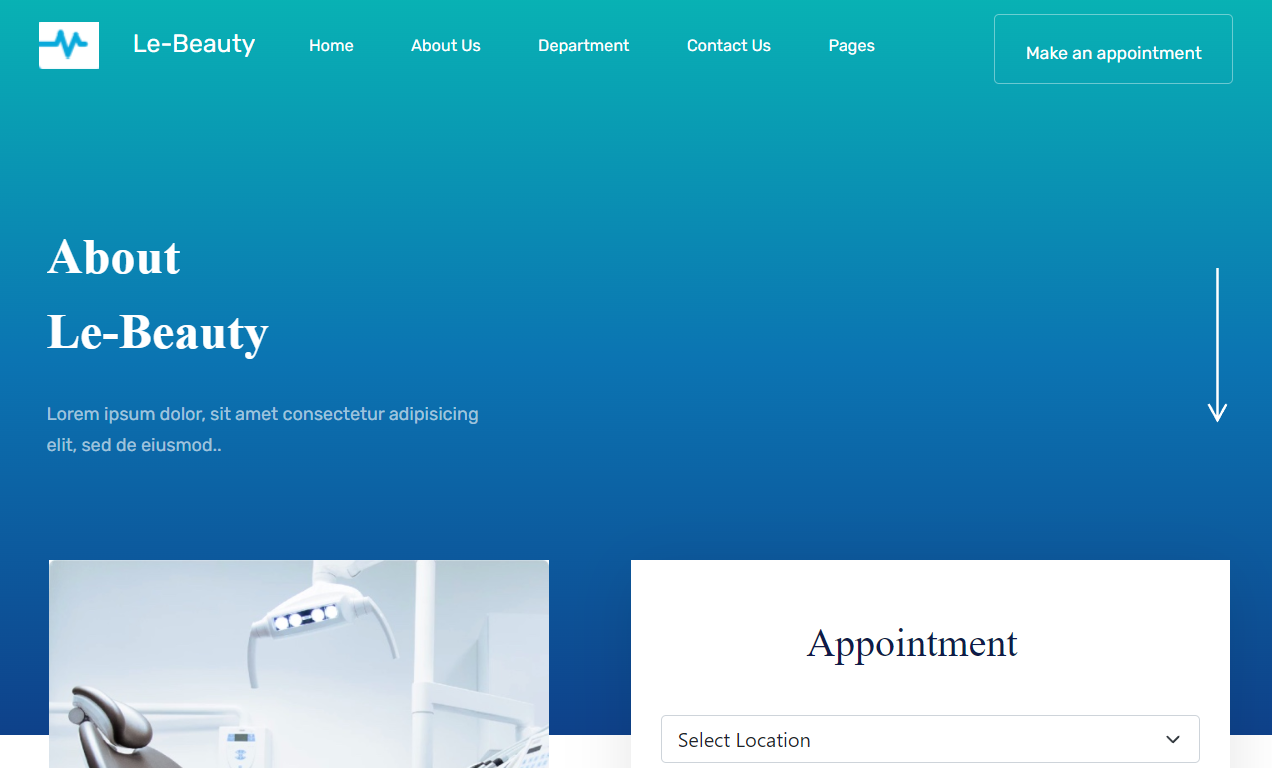 Le-Beauty
Home
About Us
Department
Contact Us
Pages
Make an appointment
About
Le-Beauty
Lorem ipsum dolor, sit amet consectetur adipisicing
elit, sed de eiusmod..
Appointment
Select Location